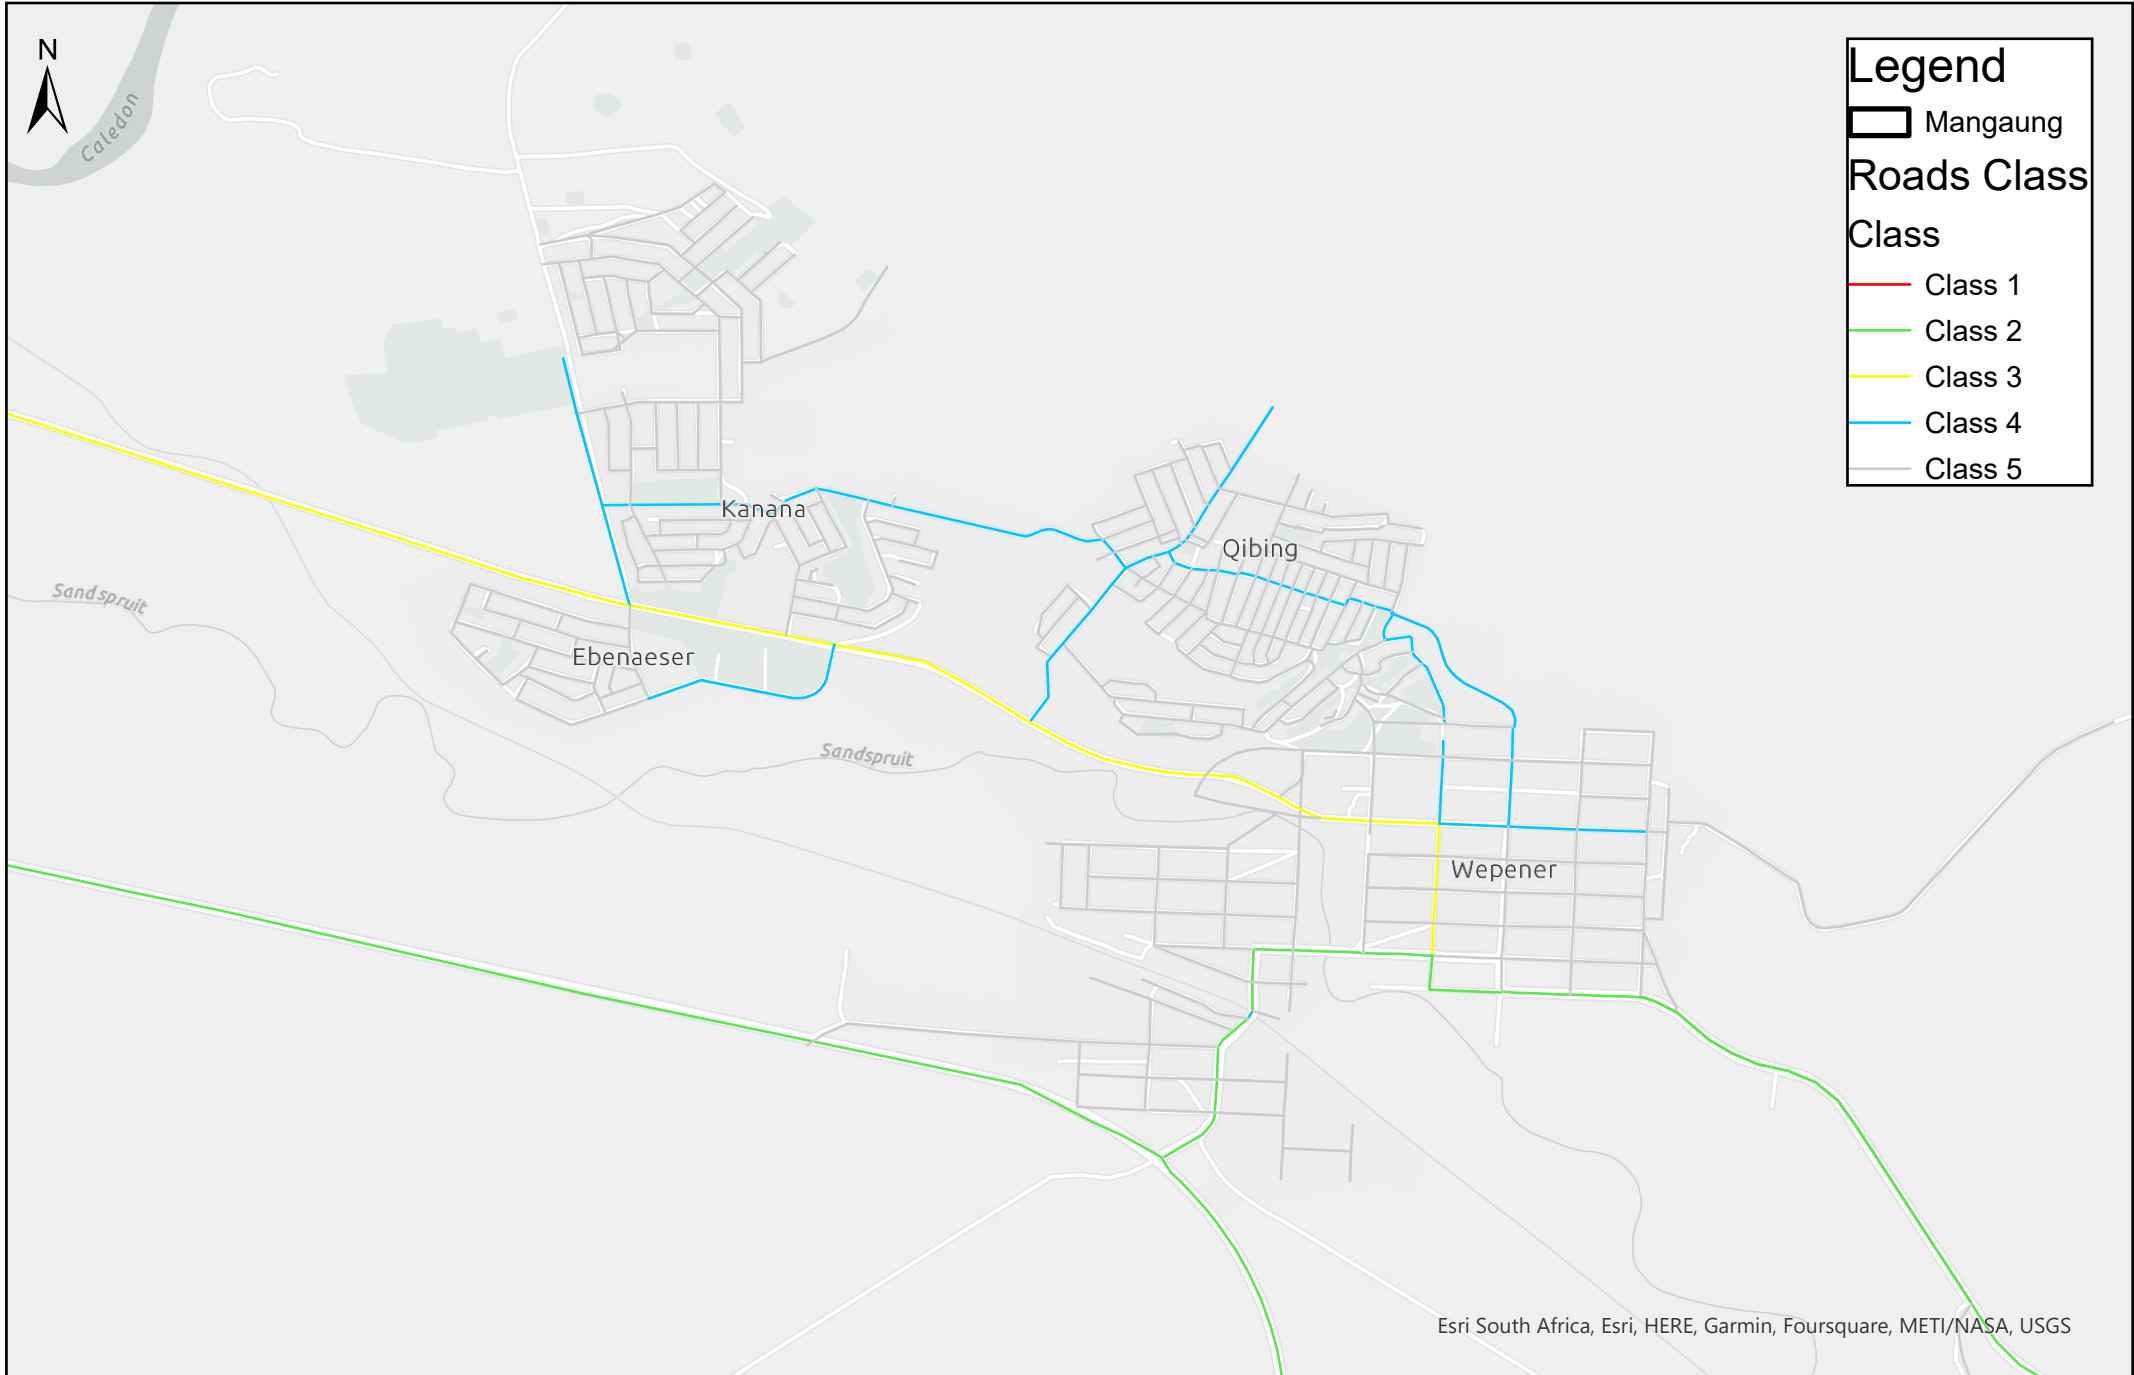 N
Caledon
Legend
Mangaung
Roads Class
Class
Class 1
Class 2
Class 3
Class 4
Class 5
Kanana
Qibing
Sandspruit
Ebenaeser
Sandspruit
Wepener
Esri South Africa, Esri, HERE, Garmin, Foursquare, METI/NASA, USGS